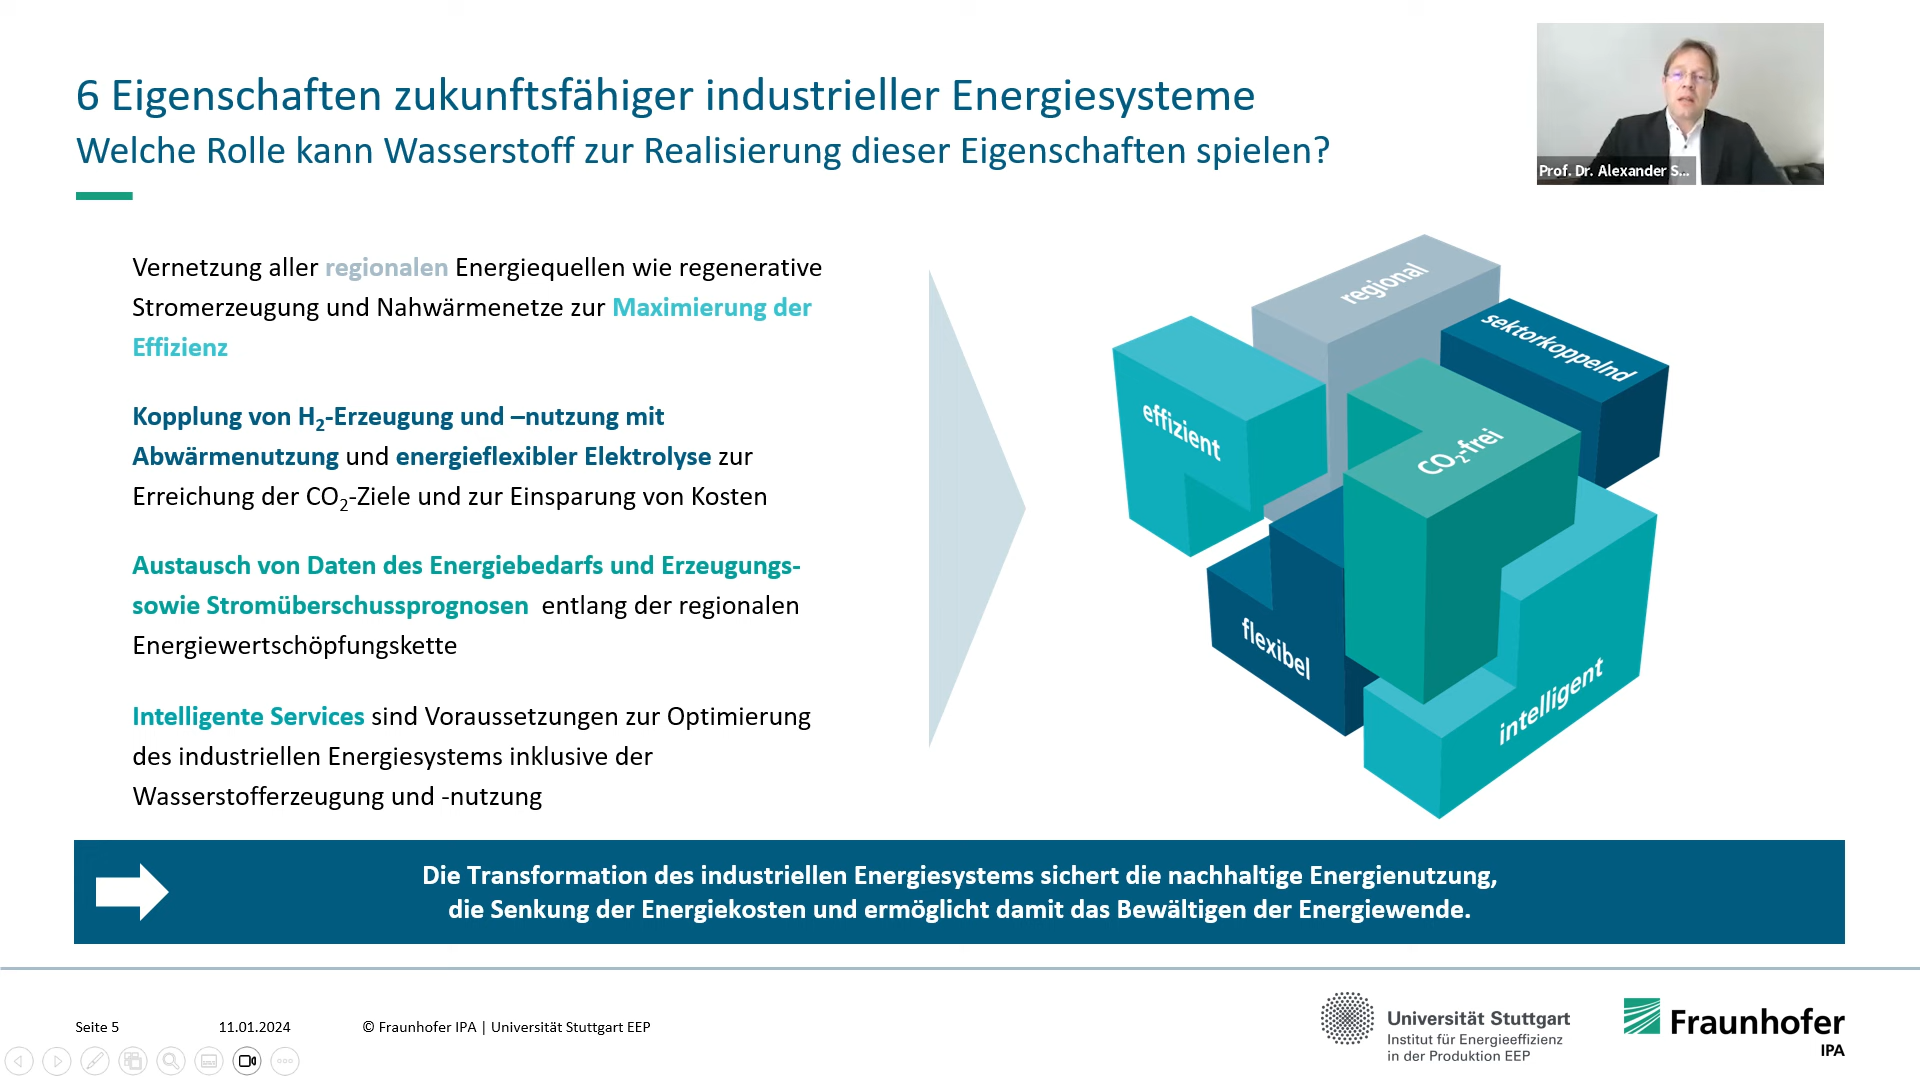 6 Eigenschaften zukunftsfähiger industrieller Energiesysteme
Welche Rolle kann Wasserstoff zur Realisierung dieser Eigenschaften spielen?
Prof. Dr. Alexander S...
Vernetzung aller regionalen Energiequellen wie regenerative
Stromerzeugung und Nahwärmenetze zur Maximierung der
Effizienz
Kopplung von H₂-Erzeugung und –nutzung mit
Abwärmenutzung und energieflexibler Elektrolyse zur
Erreichung der CO₂-Ziele und zur Einsparung von Kosten
Austausch von Daten des Energiebedarfs und Erzeugungs-
sowie Stromüberschussprognosen entlang der regionalen
Energiewertschöpfungskette
Intelligente Services sind Voraussetzungen zur Optimierung
des industriellen Energiesystems inklusive der
Wasserstofferzeugung und -nutzung
regional
sektorkoppelnd
effizient
CO₂-frei
flexibel
intelligent
Die Transformation des industriellen Energiesystems sichert die nachhaltige Energienutzung,
die Senkung der Energiekosten und ermöglicht damit das Bewältigen der Energiewende.
Seite 5
11.01.2024
© Fraunhofer IPA | Universität Stuttgart EEP
Universität Stuttgart
Institut für Energieeffizienz
in der Produktion EEP
Fraunhofer
IPA